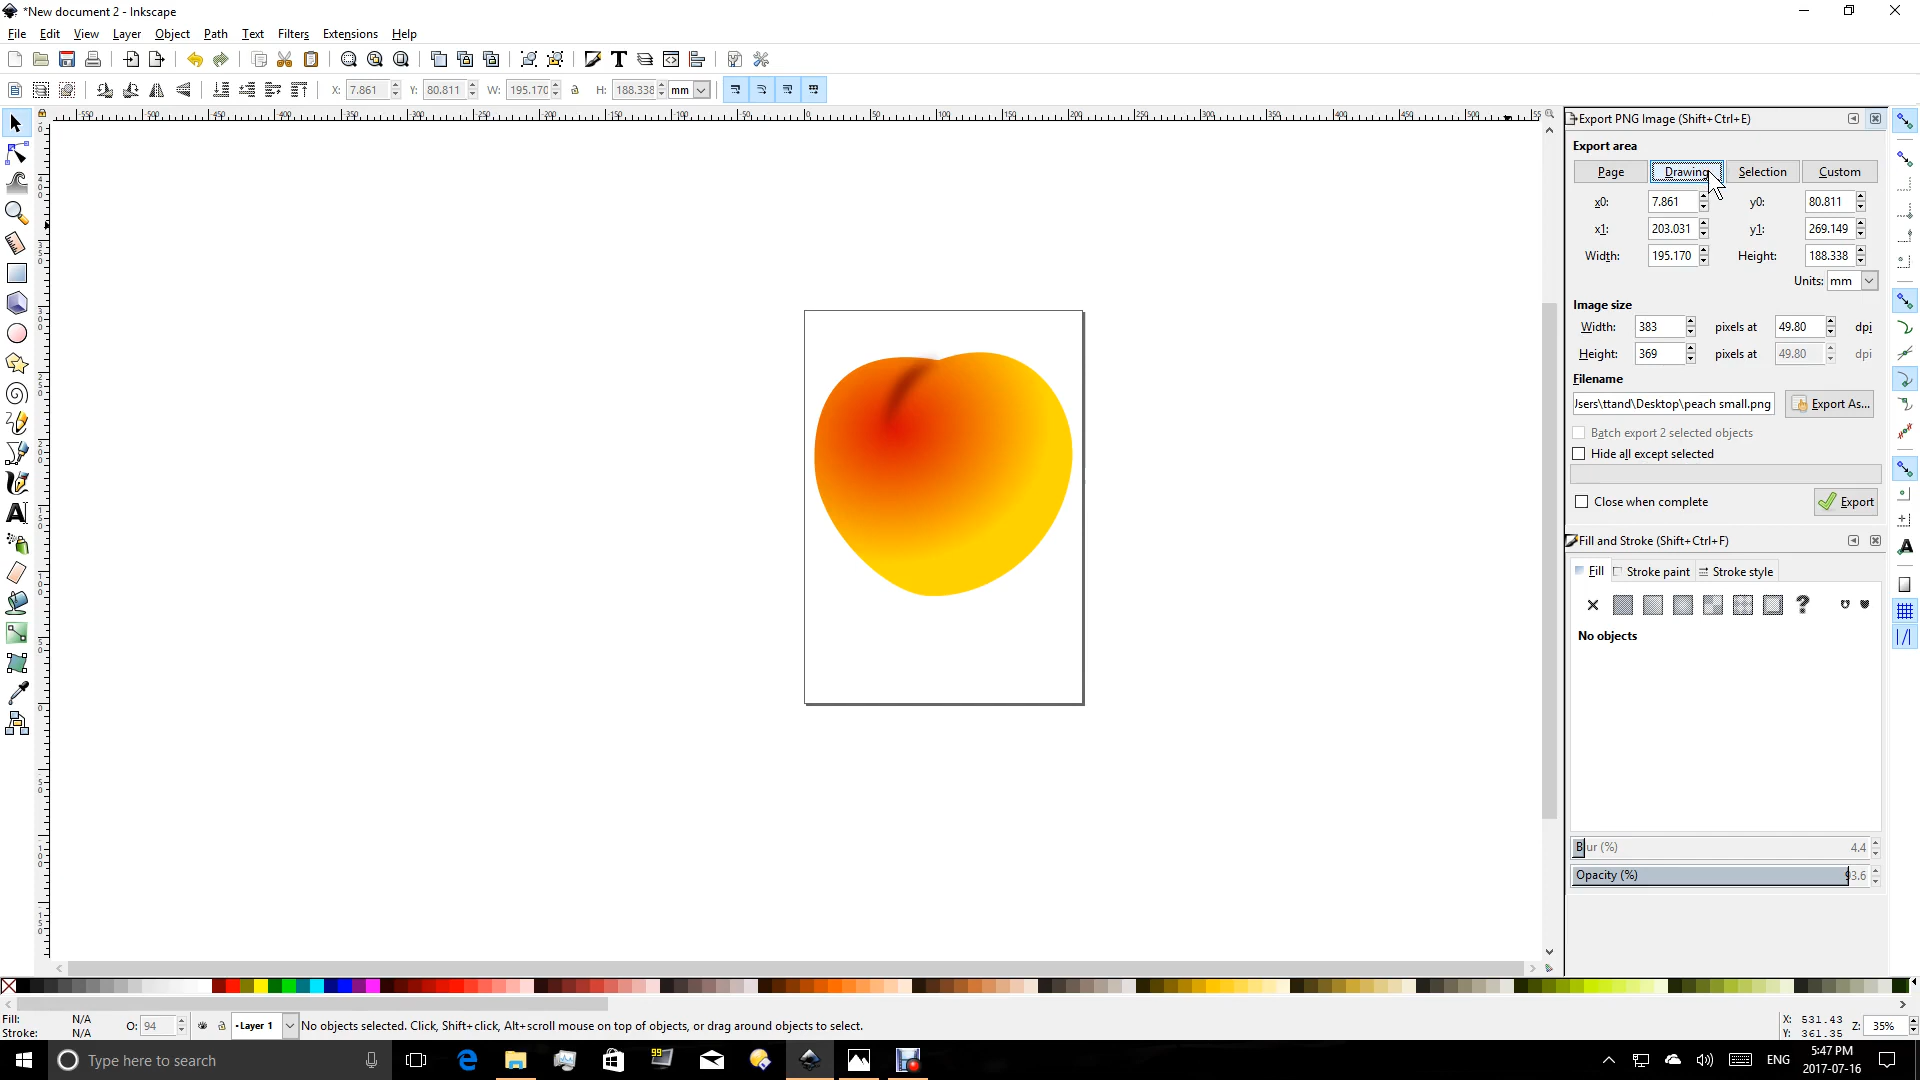 *New document 2 - Inkscape
File Edit View Layer Object Path Text Filters Extensions Help
X: 7.861 Y: 80.811 W: 195.170 H: 188.338 mm
Export PNG Image (Shift+Ctrl+E)
Export area
Page Drawing Selection Custom
x0: 7.861 y0: 80.811
x1: 203.031 y1: 269.149
Width: 195.170 Height: 188.338
Units: mm
Image size
Width: 383 pixels at 49.80 dpi
Height: 369 pixels at 49.80 dpi
Filename
Jsers\ttand\Desktop\peach small.png Export As...
Batch export 2 selected objects
Hide all except selected
Close when complete Export
Fill and Stroke (Shift+Ctrl+F)
Fill Stroke paint Stroke style
No objects
Blur (%) 4.4
Opacity (%) 93.6
Fill: N/A
Stroke: N/A
O: 94 Layer 1 No objects selected. Click, Shift+click, Alt+scroll mouse on top of objects, or drag around objects to select.
X: 531.43
Y: 361.35
Z: 35%
Type here to search
99
ENG
5:47 PM
2017-07-16